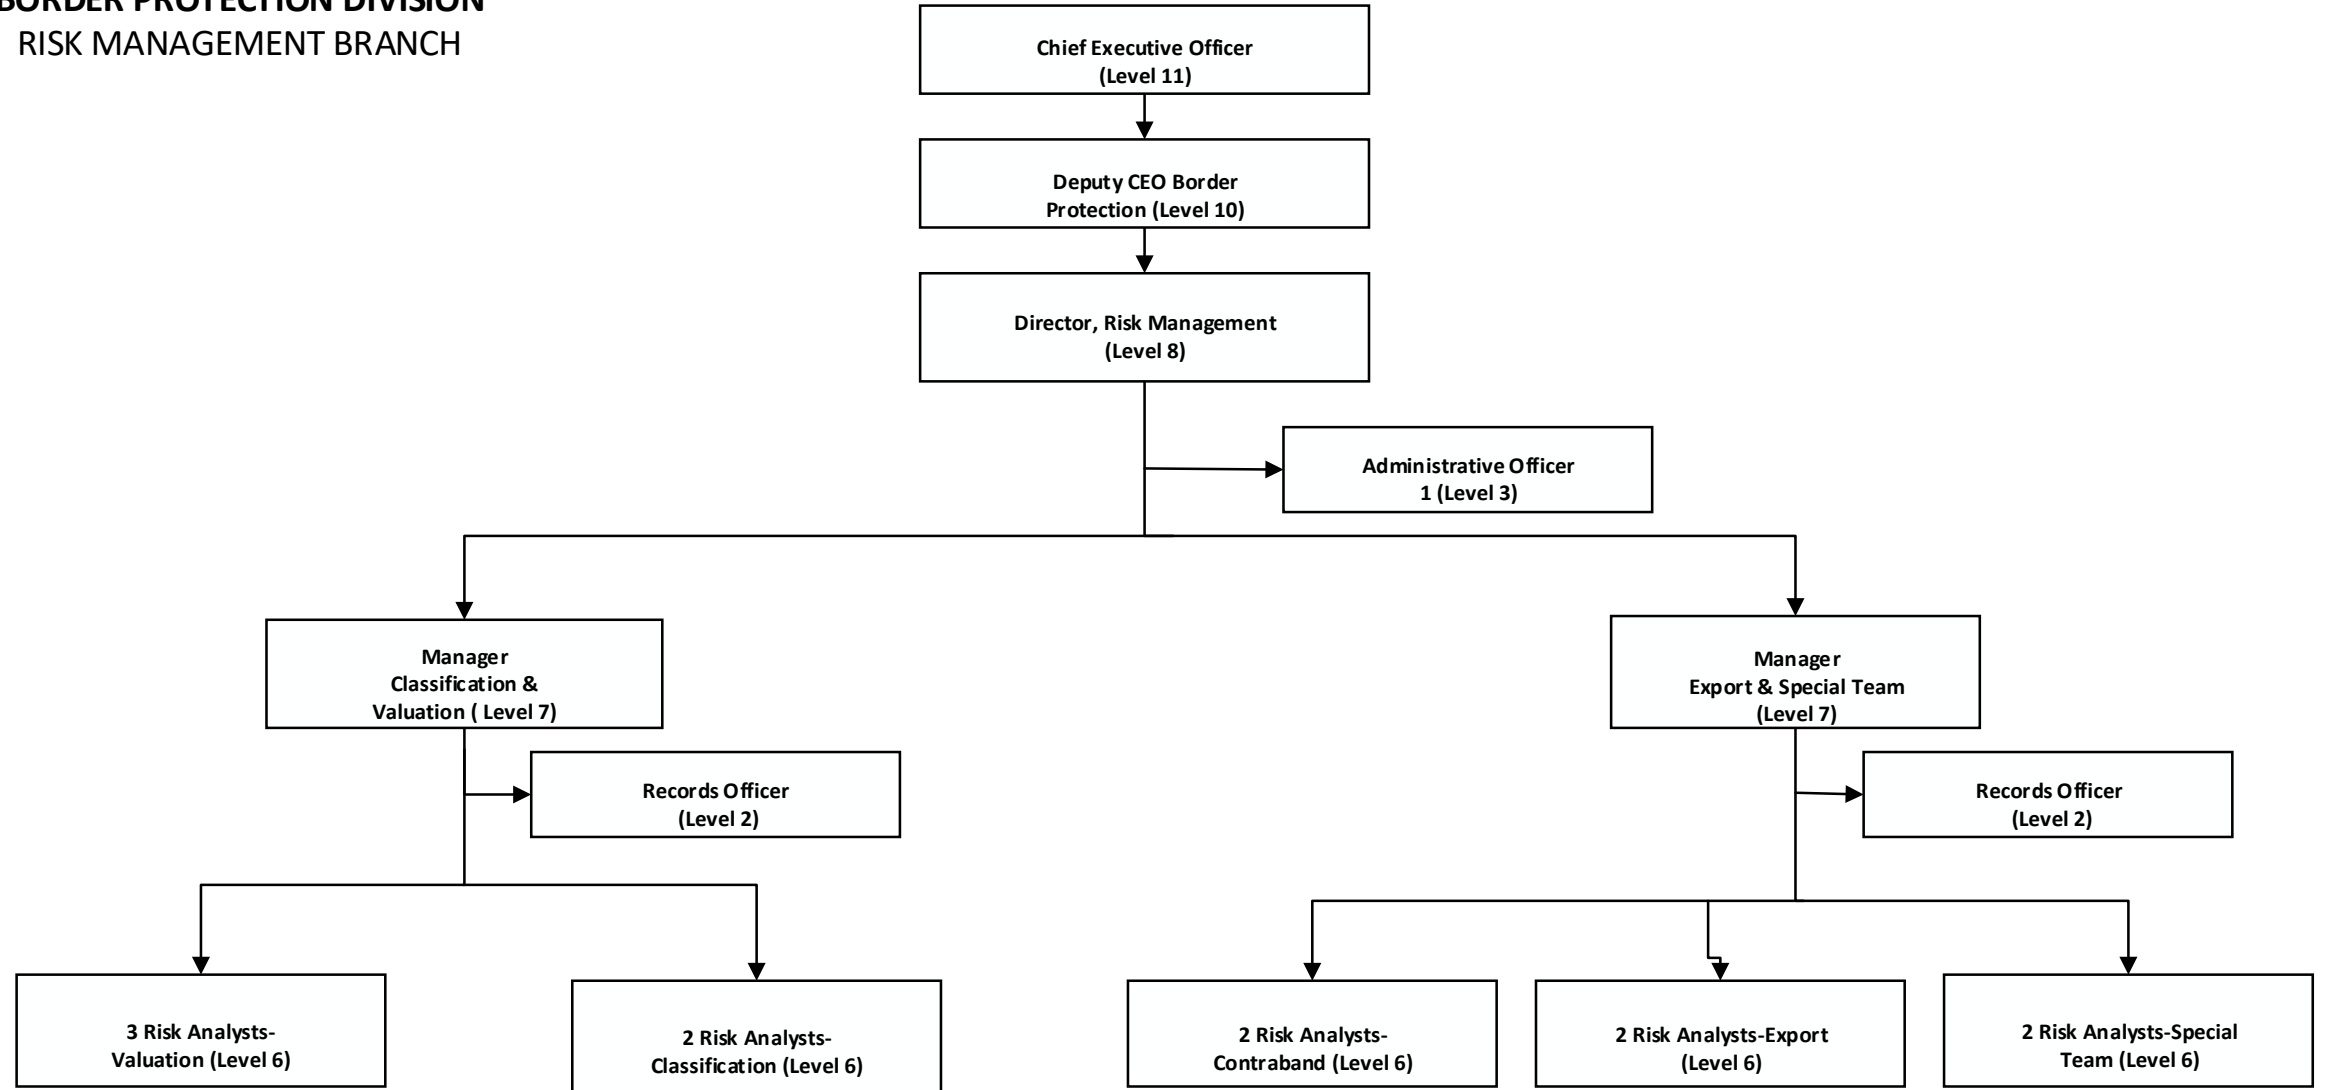 BORDER PROTECTION DIVISION
RISK MANAGEMENT BRANCH
Chief Executive Officer
(Level 11)
Deputy CEO Border
Protection (Level 10)
Director, Risk Management
(Level 8)
Administrative Officer
1 (Level 3)
Manager
Classification &
Valuation ( Level 7)
Manager
Export & Special Team
(Level 7)
Records Officer
(Level 2)
Records Officer
(Level 2)
3 Risk Analysts-
Valuation (Level 6)
2 Risk Analysts-
Classification (Level 6)
2 Risk Analysts-
Contraband (Level 6)
2 Risk Analysts-Export
(Level 6)
2 Risk Analysts-Special
Team (Level 6)